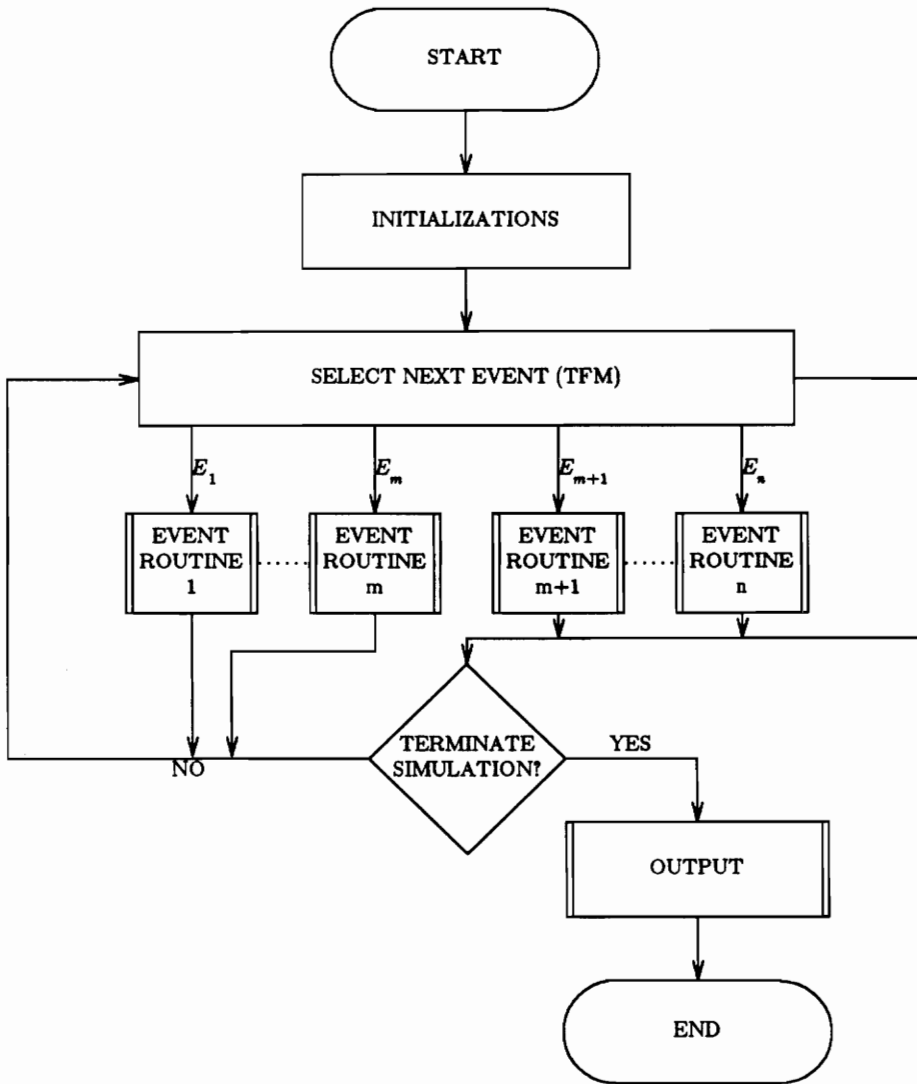 START
INITIALIZATIONS
SELECT NEXT EVENT (TFM)
E₁
Eₘ
Eₘ₊₁
Eₙ
EVENT
ROUTINE
1
EVENT
ROUTINE
m
EVENT
ROUTINE
m+1
EVENT
ROUTINE
n
TERMINATE
SIMULATION?
YES
NO
OUTPUT
END